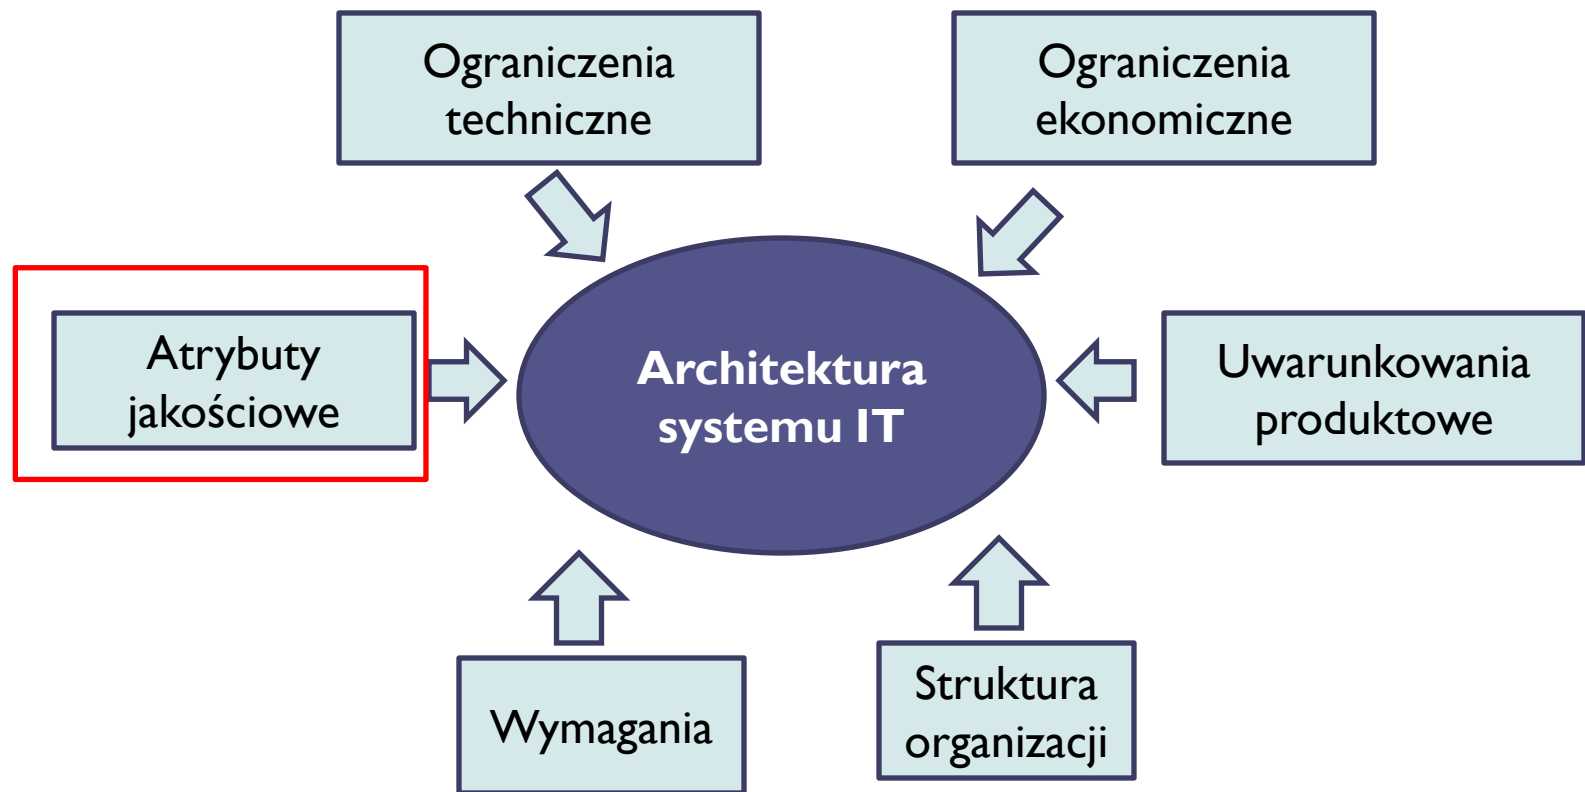 Ograniczenia
techniczne
Ograniczenia
ekonomiczne
Atrybuty
jakościowe
Architektura
systemu IT
Uwarunkowania
produktowe
Wymagania
Struktura
organizacji